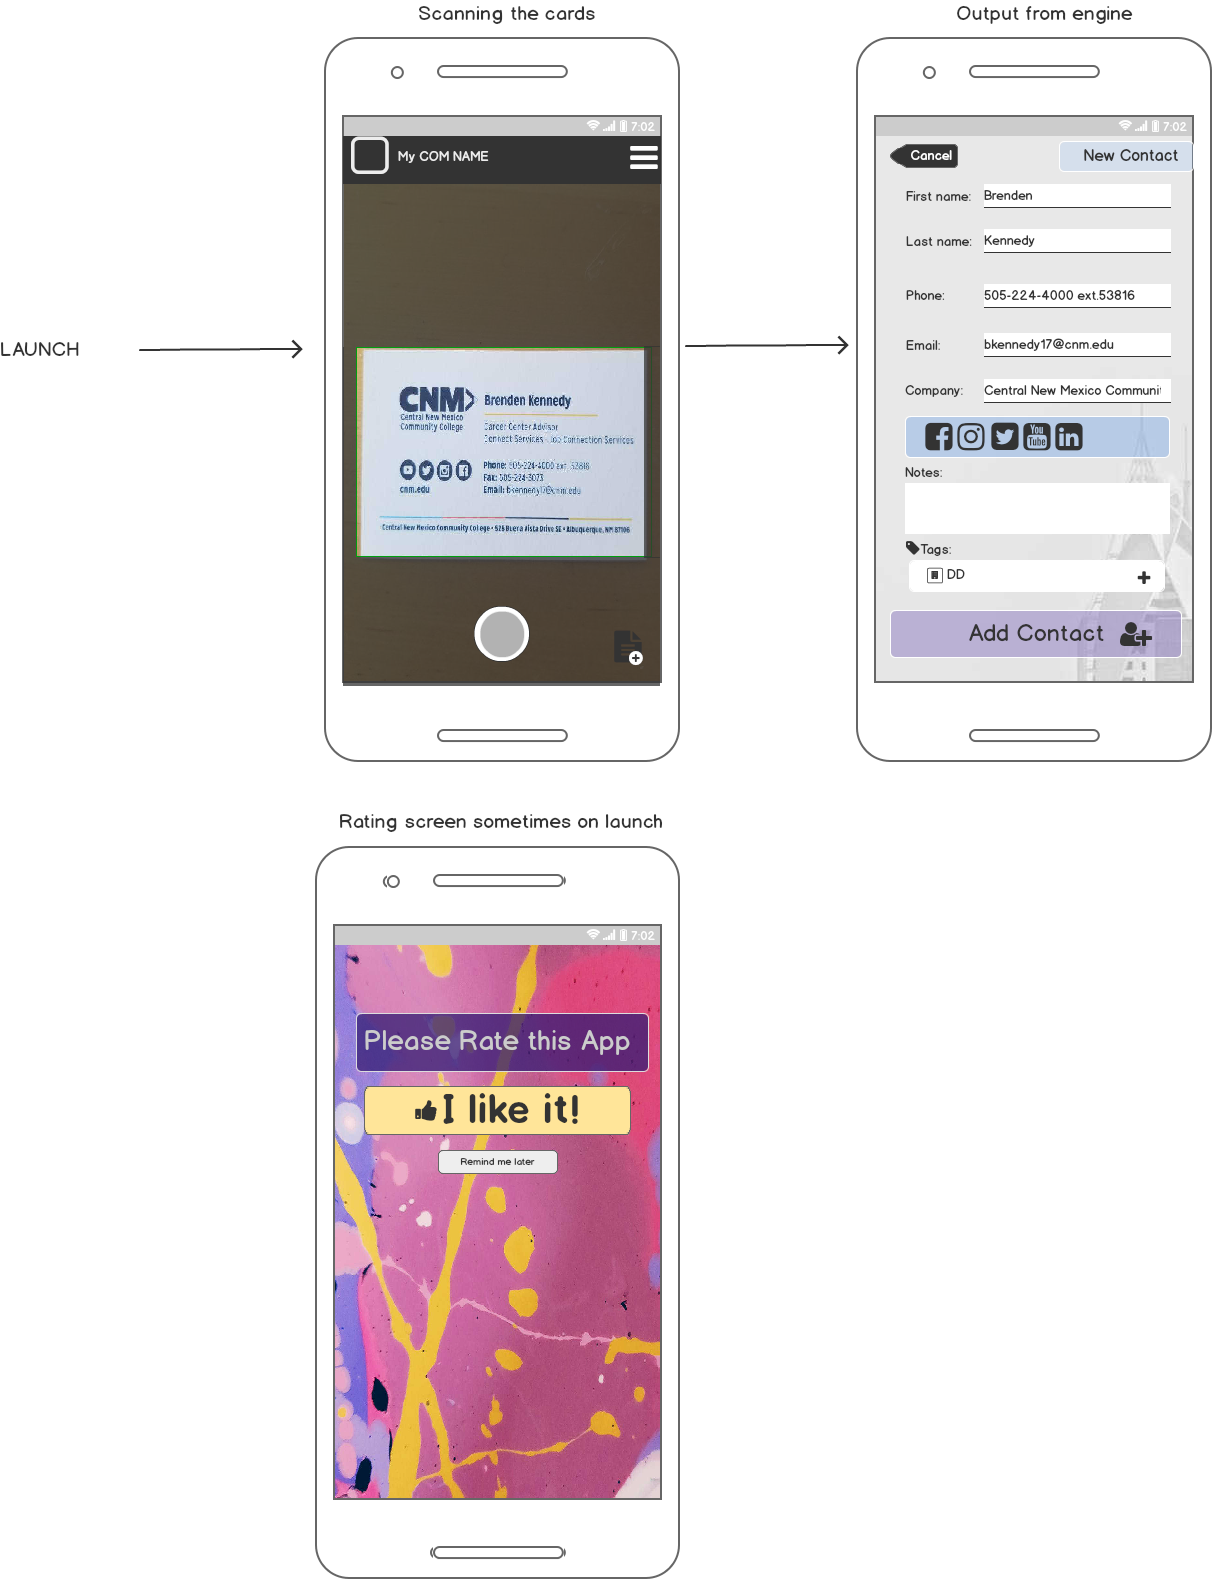 Scanning the cards
Output from engine
LAUNCH
7:02
My COM NAME
CNM
Central New Mexico
Community College
Brenden Kennedy
Career Center Advisor
Connect Services - Job Connection Services
Phone: 505-224-4000 ext. 53816
Fax: 505-224-3073
Email: bkennedy17@cnm.edu
cnm.edu
Central New Mexico Community College • 525 Buena Vista Drive SE • Albuquerque, NM 87106
7:02
Cancel
New Contact
First name: Brenden
Last name: Kennedy
Phone: 505-224-4000 ext.53816
Email: bkennedy17@cnm.edu
Company: Central New Mexico Communit
You
Tube
in
Notes:
Tags:
DD
Add Contact
Rating screen sometimes on launch
7:02
Please Rate this App
I like it!
Remind me later